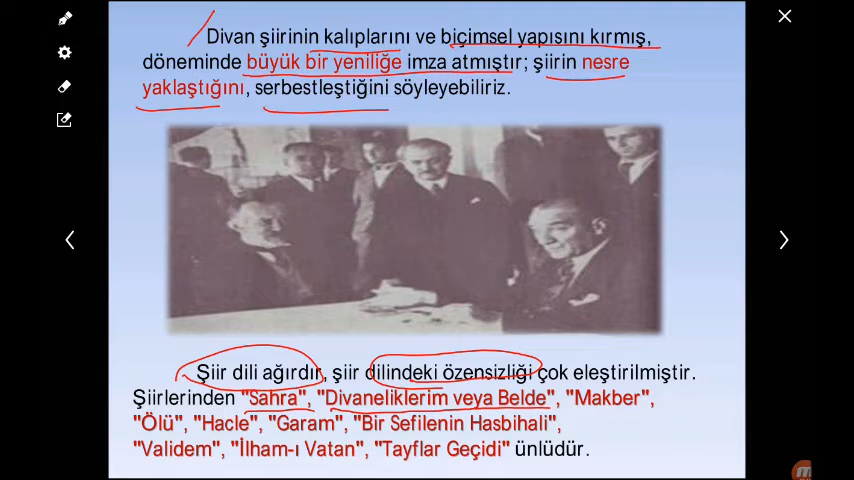 Divan şiirinin kalıplarını ve biçimsel yapısını kırmış,
döneminde büyük bir yeniliğe imza atmıştır; şiirin nesre
yaklaştığını, serbestleştiğini söyleyebiliriz.
Şiir dili ağırdır, şiir dilindeki özensizliği çok eleştirilmiştir.
Şiirlerinden "Sahra", "Divaneliklerim veya Belde", "Makber",
"Ölü", "Hacle", "Garam", "Bir Sefilenin Hasbihali",
"Validem", "İlham-ı Vatan", "Tayflar Geçidi" ünlüdür.